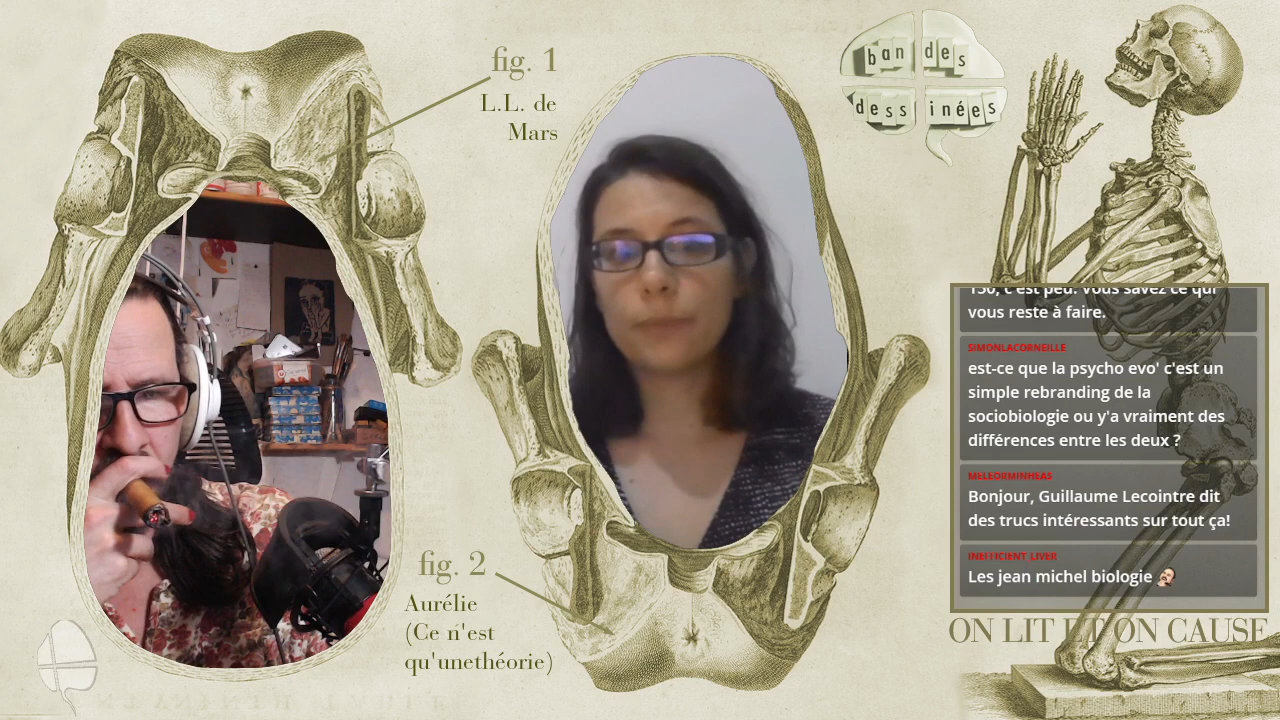 fig. 1
L.L. de
Mars
ban des
dess inées
150, c'est peu. Vous savez ce qui
vous reste à faire.
SIMONLACORNEILLE
est-ce que la psycho evo' c'est un
simple rebranding de la
sociobiologie ou y'a vraiment des
différences entre les deux ?
MELEORMINHEAS
Bonjour, Guillaume Lecointre dit
des trucs intéressants sur tout ça!
INEFFICIENT LIVER
Les jean michel biologie
fig. 2
Aurélie
(Ce n'est
qu'unethéorie)
ON LIT ET ON CAUSE